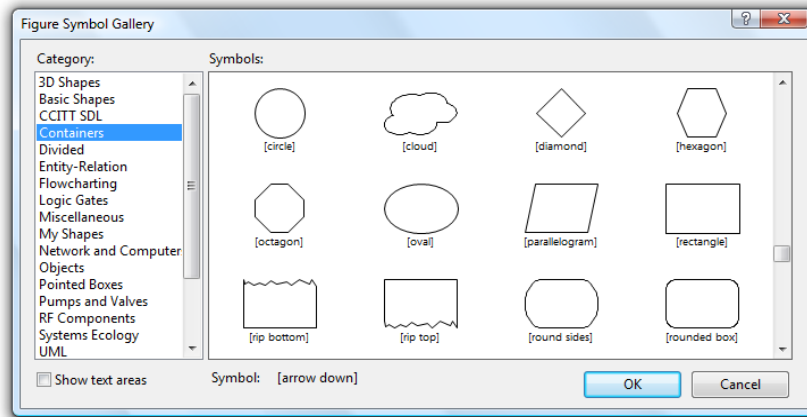 Figure Symbol Gallery
?
Category:
3D Shapes
Basic Shapes
CCITT SDL
Containers
Divided
Entity-Relation
Flowcharting
Logic Gates
Miscellaneous
My Shapes
Network and Computer
Objects
Pointed Boxes
Pumps and Valves
RF Components
Systems Ecology
UML
Show text areas
Symbols:
[circle] [cloud] [diamond] [hexagon]
[octagon] [oval] [parallelogram] [rectangle]
[rip bottom] [rip top] [round sides] [rounded box]
Symbol: [arrow down]
OK Cancel